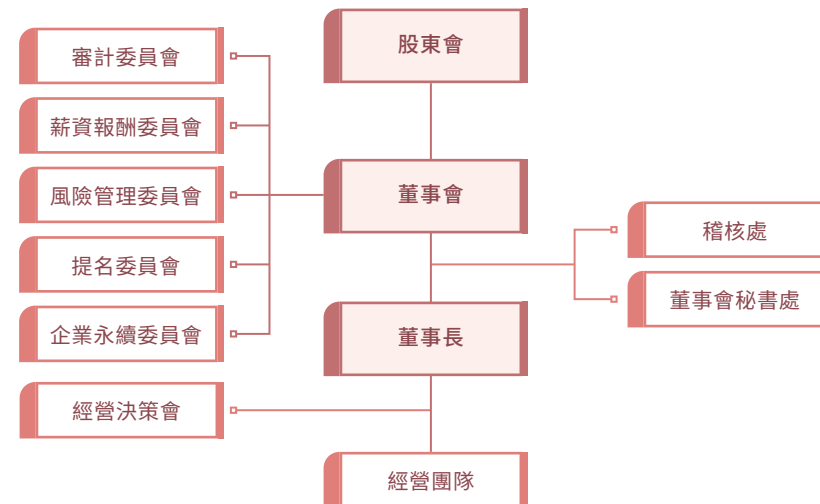 股東會
審計委員會
薪資報酬委員會
風險管理委員會
提名委員會
企業永續委員會
董事會
稽核處
董事會秘書處
董事長
經營決策會
經營團隊